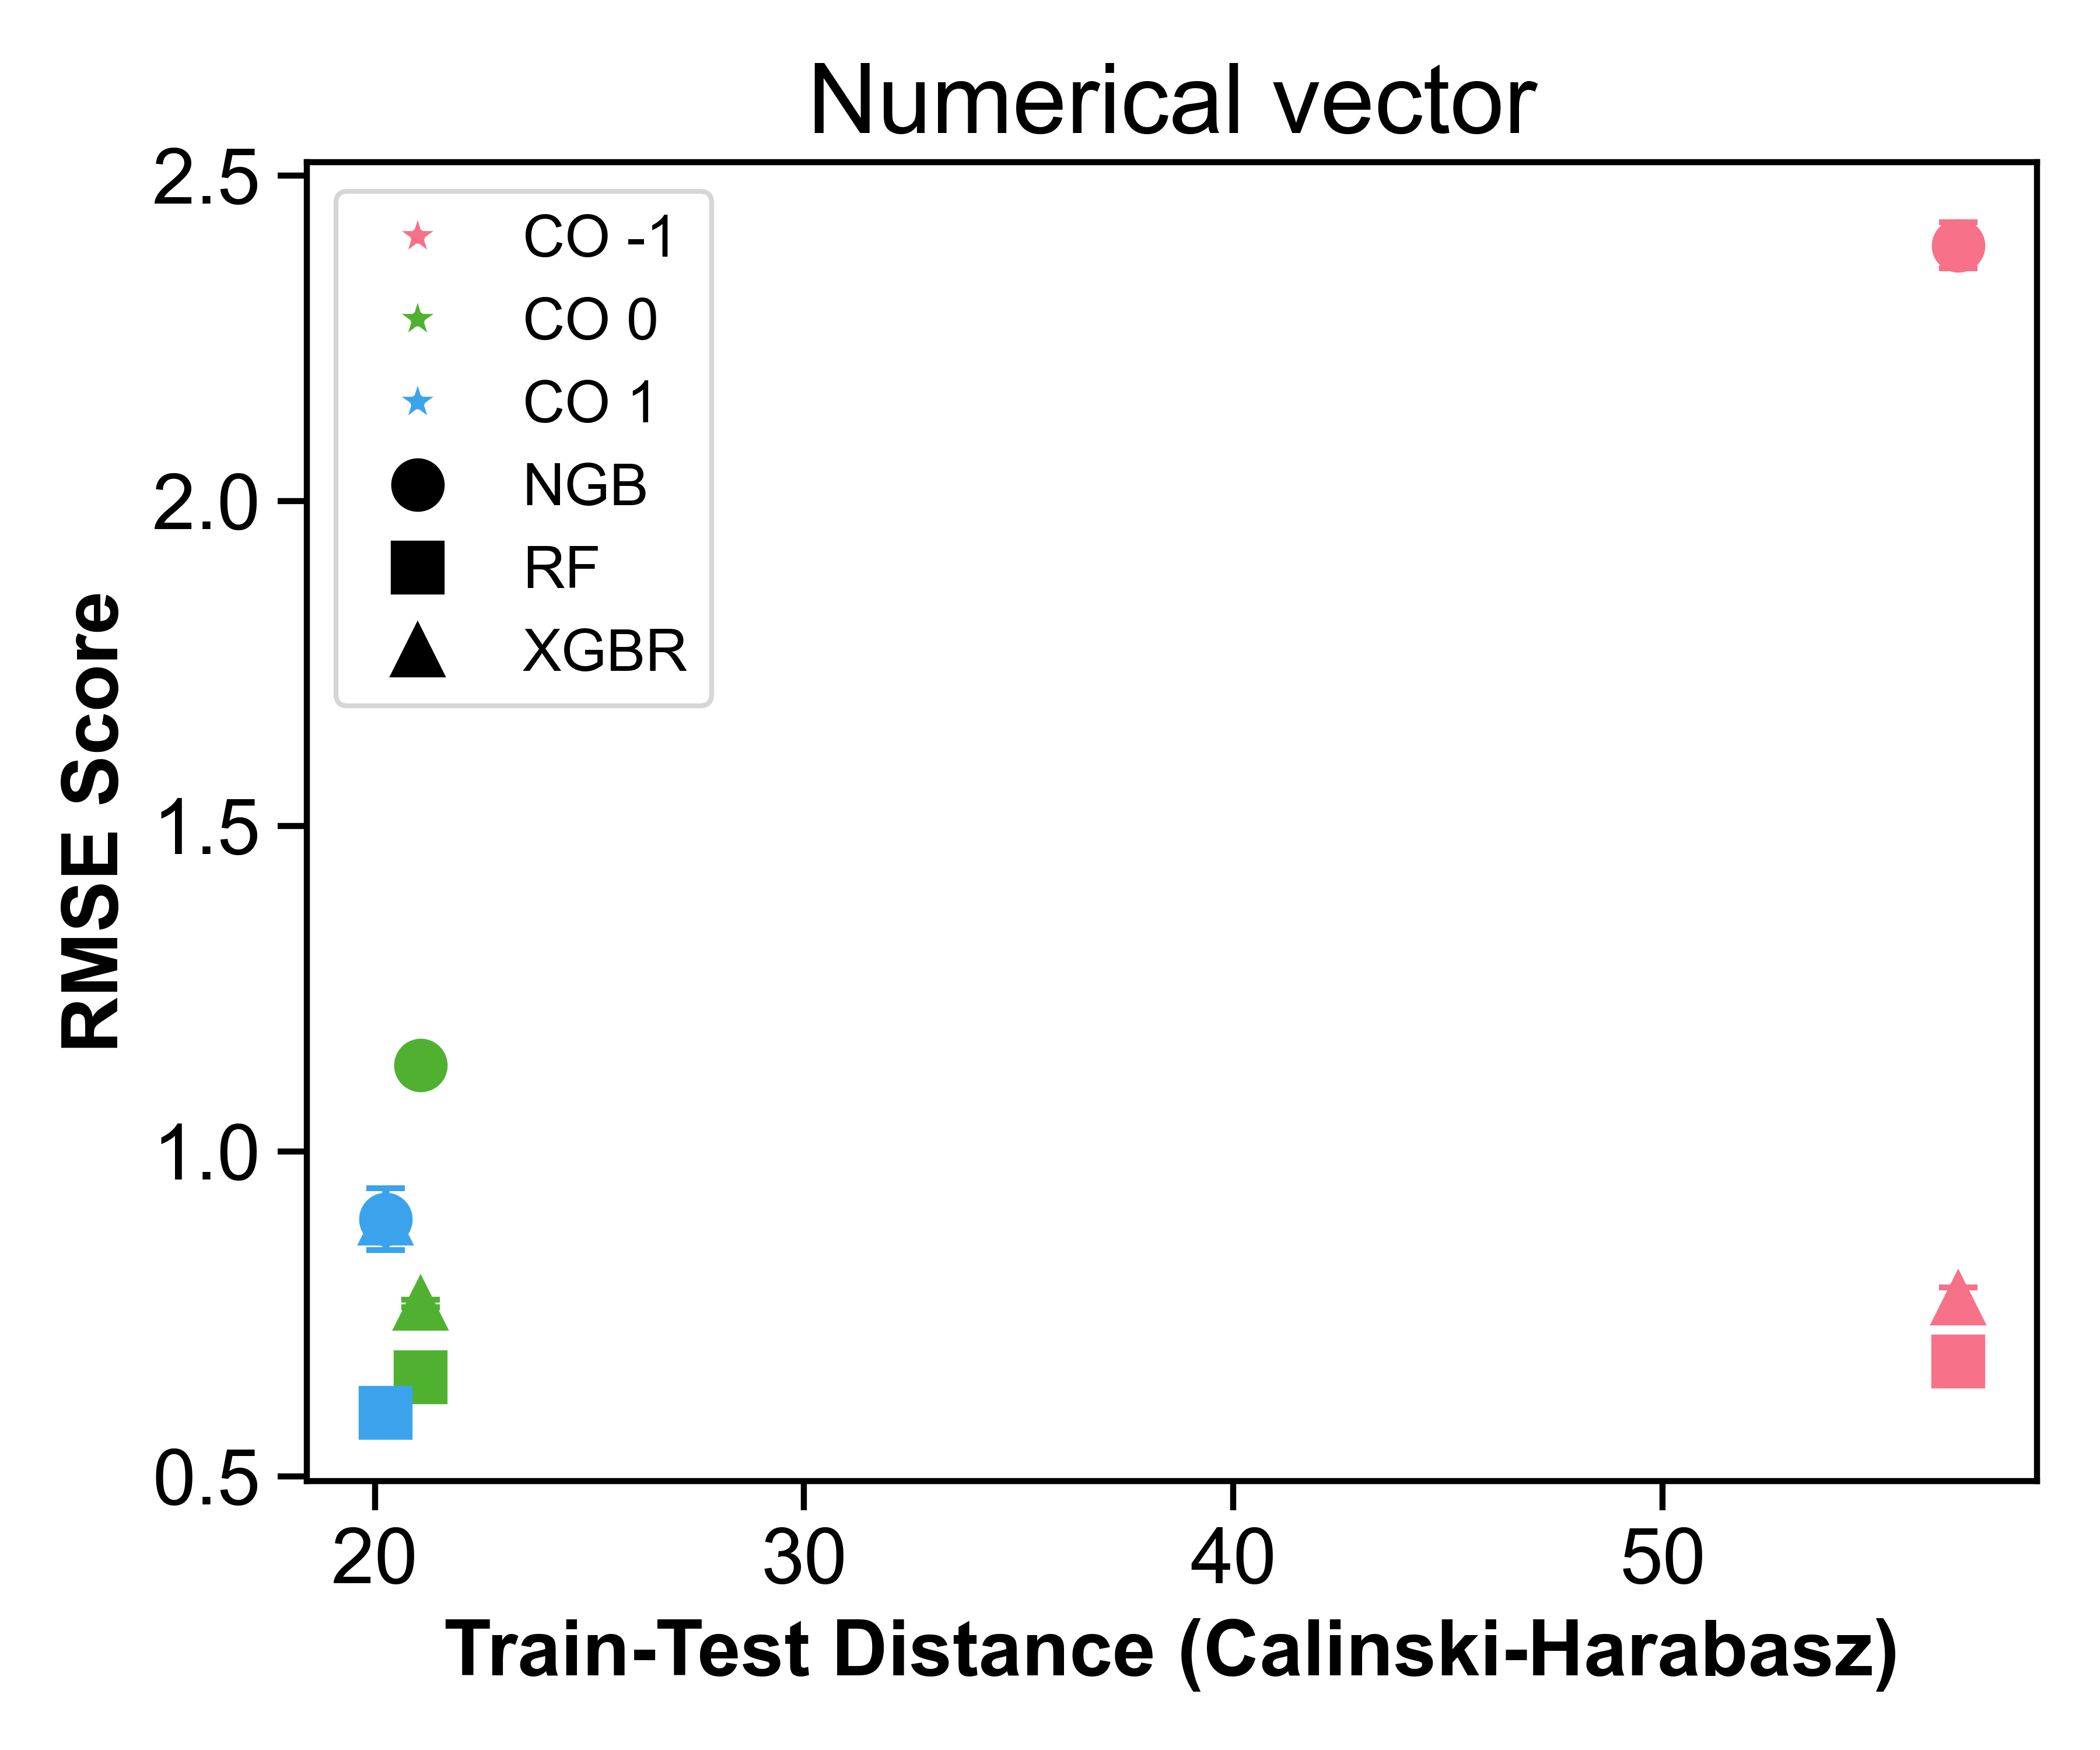 Numerical vector
2.5
2.0
1.5
1.0
0.5
RMSE Score
CO -1
CO 0
CO 1
NGB
RF
XGBR
20 30 40 50
Train-Test Distance (Calinski-Harabasz)